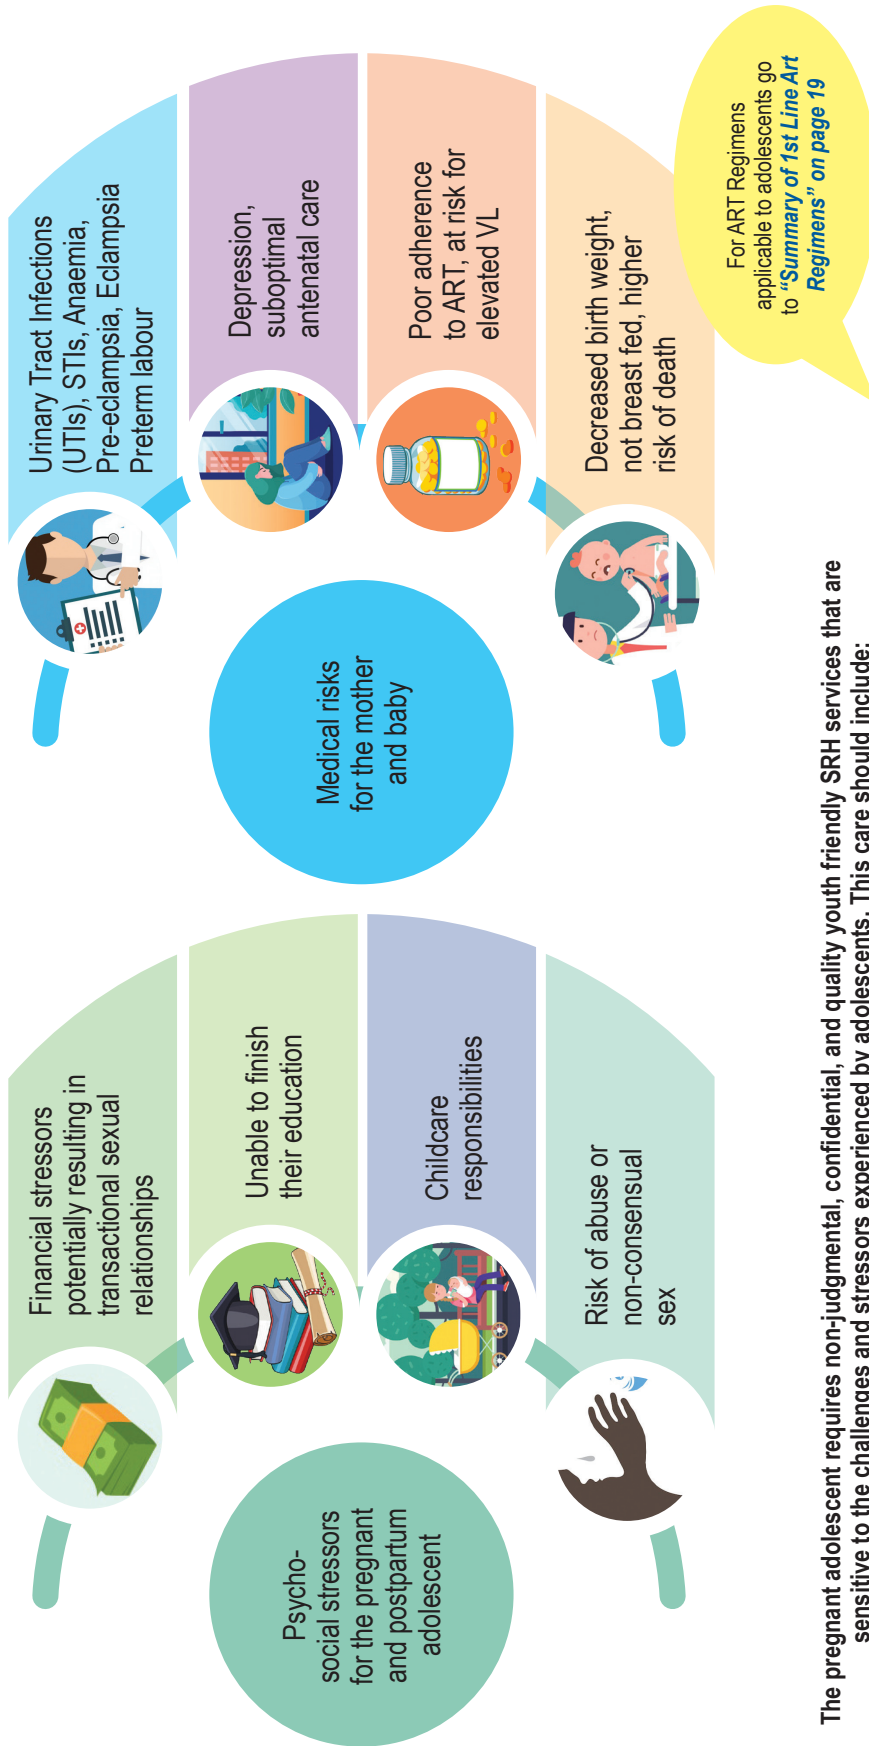 Psycho-
social stressors
for the pregnant
and postpartum
adolescent
Financial stressors
potentially resulting in
transactional sexual
relationships
Unable to finish
their education
Childcare
responsibilities
Risk of abuse or
non-consensual
sex
Medical risks
for the mother
and baby
Urinary Tract Infections
(UTIs), STIs, Anaemia,
Pre-eclampsia, Eclampsia
Preterm labour
Depression,
suboptimal
antenatal care
Poor adherence
to ART, at risk for
elevated VL
Decreased birth weight,
not breast fed, higher
risk of death
For ART Regimens
applicable to adolescents go
to "Summary of 1st Line Art
Regimens" on page 19
The pregnant adolescent requires non-judgmental, confidential, and quality youth friendly SRH services that are
sensitive to the challenges and stressors experienced by adolescents. This care should include: